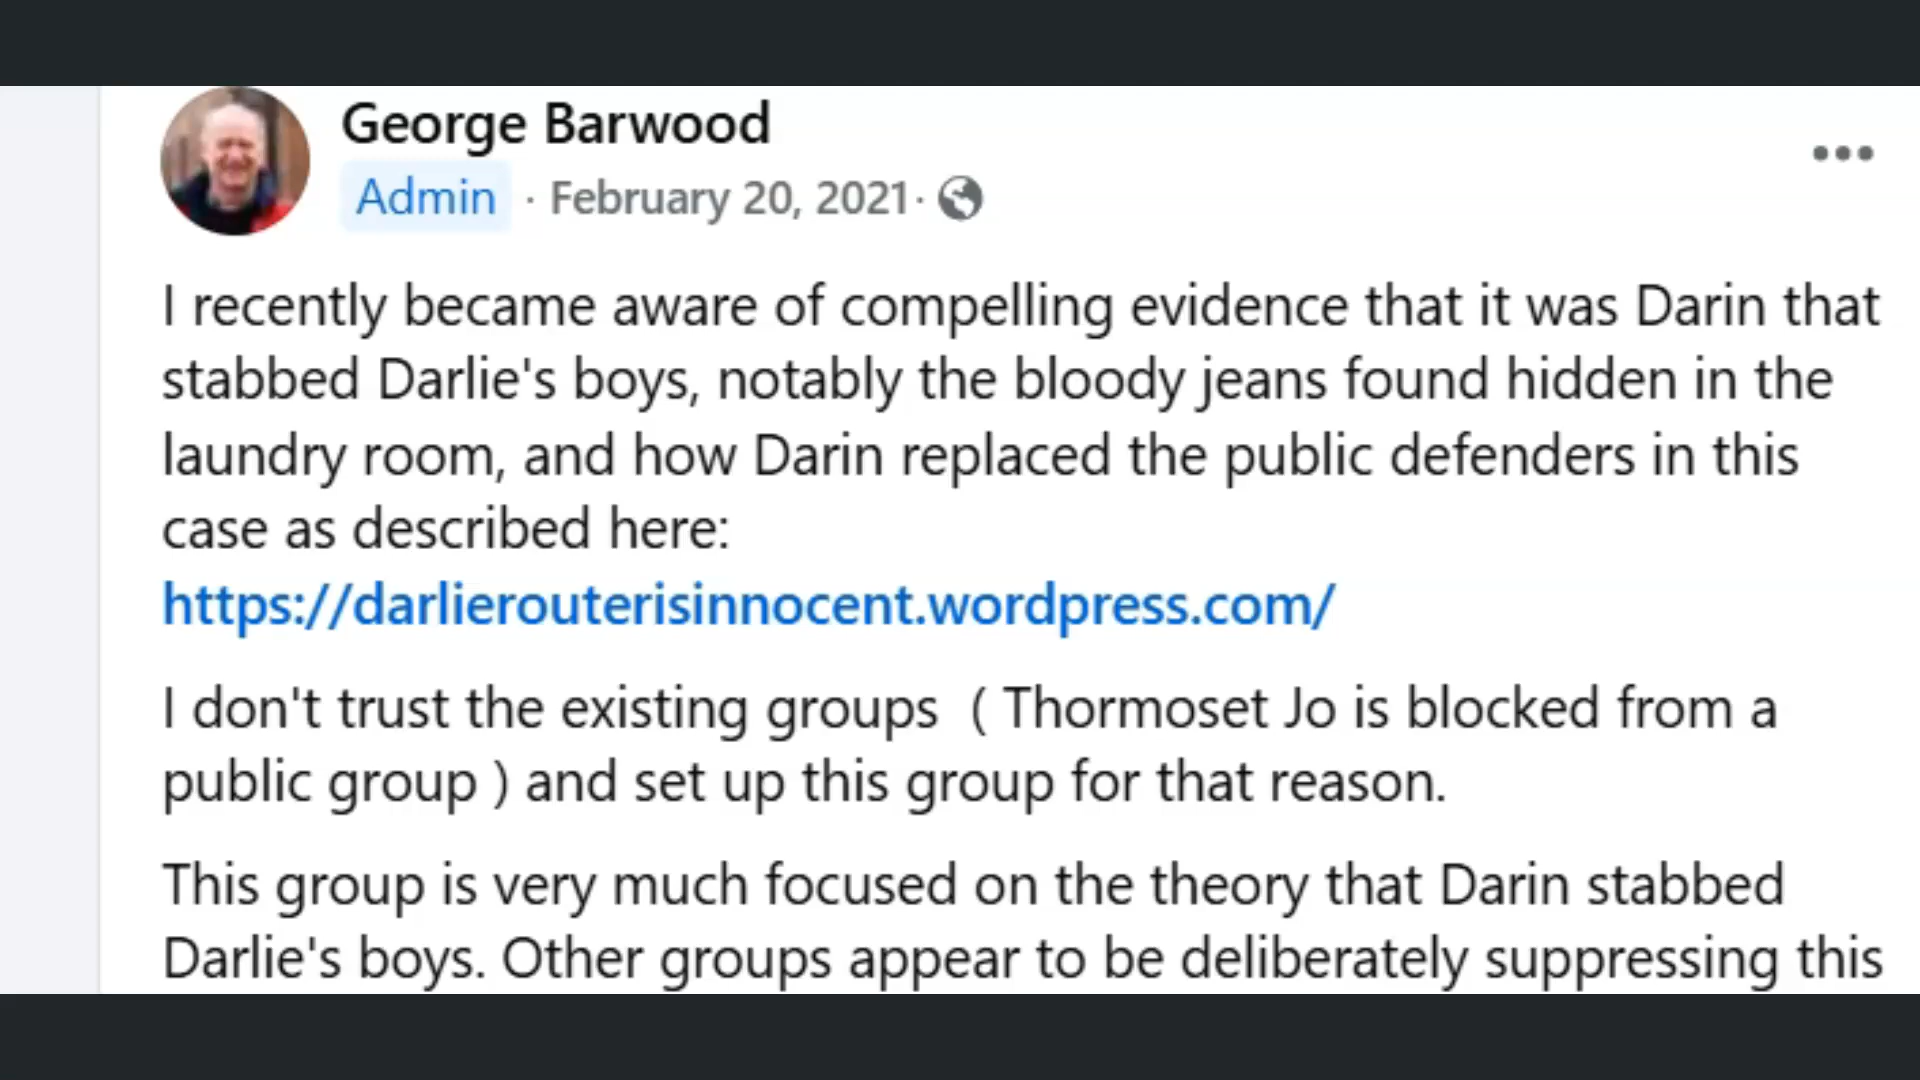 George Barwood
Admin · February 20, 2021 ·
I recently became aware of compelling evidence that it was Darin that
stabbed Darlie's boys, notably the bloody jeans found hidden in the
laundry room, and how Darin replaced the public defenders in this
case as described here:
https://darlierouterisinnocent.wordpress.com/
I don't trust the existing groups ( Thormoset Jo is blocked from a
public group ) and set up this group for that reason.
This group is very much focused on the theory that Darin stabbed
Darlie's boys. Other groups appear to be deliberately suppressing this